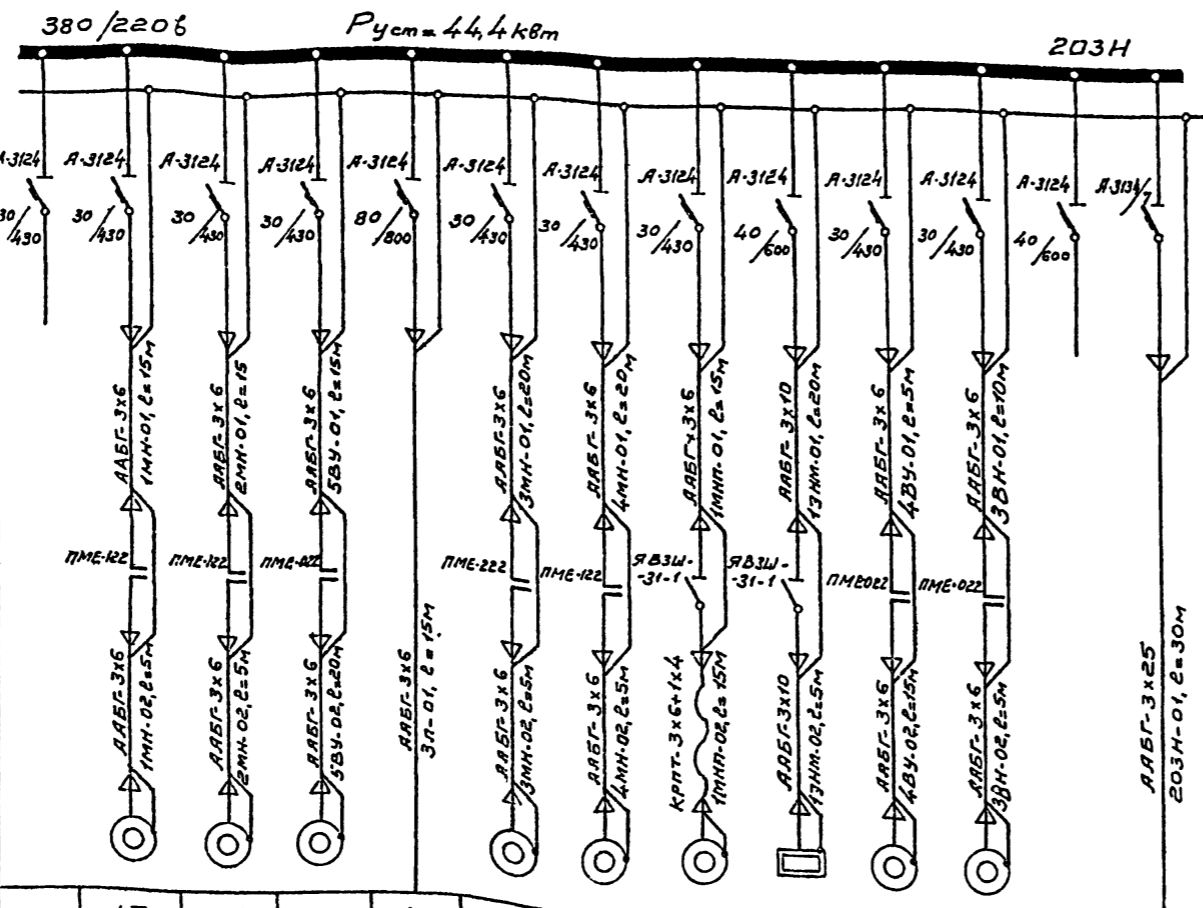 380/220в
Руст= 44,4 квт
203Н
А-3124
30/430
А-3124
30/430
А-3124
30/430
А-3124
30/430
А-3124
80/800
А-3124
30/430
А-3124
30/430
А-3124
30/430
А-3124
40/600
А-3124
30/430
А-3124
30/430
А-3124
40/600
А-3134/7
ААБГ-3х6
1МН-01, ℓ=15м
ААБГ-3х6
2МН-01, ℓ=15
ААБГ-3х6
5ВУ-01, ℓ=15м
ААБГ-3х6
3МН-01, ℓ=20м
ААБГ-3х6
4МН-01, ℓ=20м
ААБГ-3х6
1МНП-01, ℓ=15м
ААБГ-3х10
13НМ-01, ℓ=20м
ААБГ-3х6
4ВУ-01, ℓ=5м
ААБГ-3х6
3ВН-01, ℓ=10м
ПМЕ-122
ПМЕ-122
ПМЕ-022
ПМЕ-222
ПМЕ-122
ЯВЗШ-
-31-1
ЯВЗШ-
-31-1
ПМЕ022
ПМЕ-022
ААБГ-3х6
1МН-02, ℓ=5м
ААБГ-3х6
2МН-02, ℓ=5м
ААБГ-3х6
5ВУ-02, ℓ=20м
ААБГ-3х6
3Л-01, ℓ=15м
ААБГ-3х6
3МН-02, ℓ=5м
ААБГ-3х6
4МН-02, ℓ=5м
КРПТ-3х6+1х4
1МНП-02, ℓ=15м
ААБГ-3х10
13НМ-02, ℓ=5м
ААБГ-3х6
4ВУ-02, ℓ=15м
ААБГ-3х6
3ВН-02, ℓ=5м
ААБГ-3х25
203Н-01, ℓ=30м